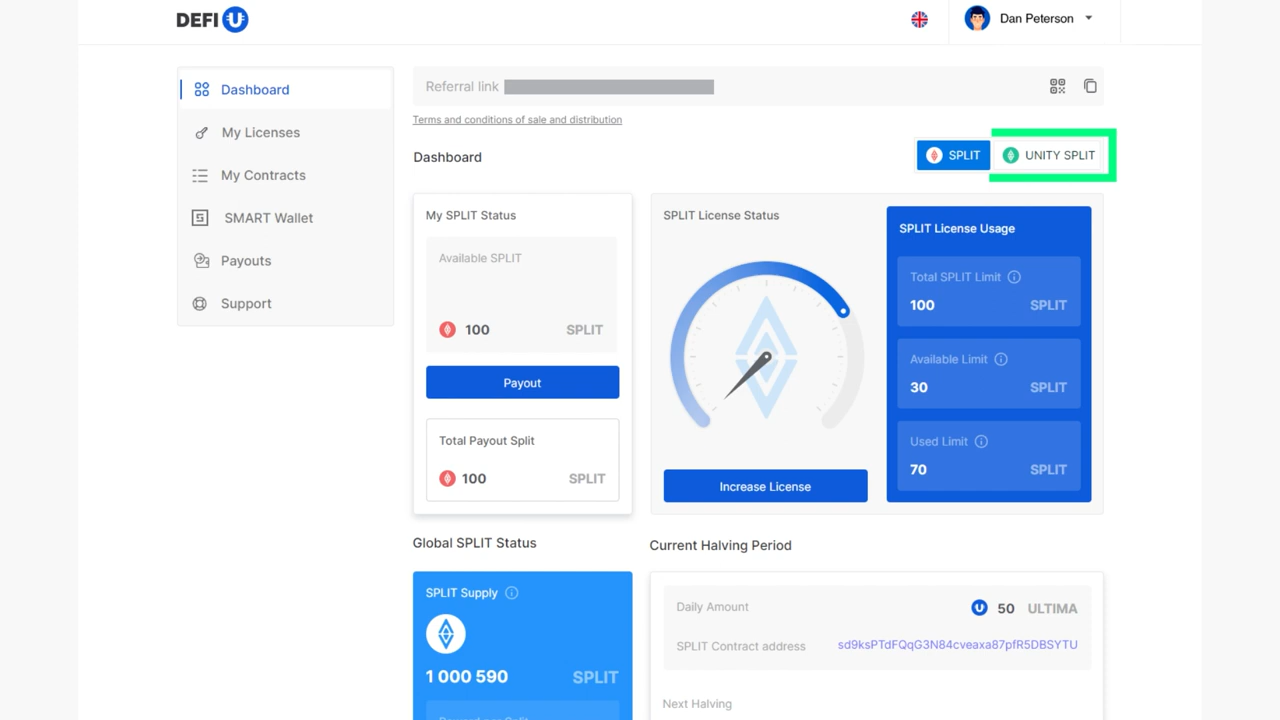 DEFI U
Dan Peterson
Dashboard
My Licenses
My Contracts
SMART Wallet
Payouts
Support
Referral link
Terms and conditions of sale and distribution
Dashboard
SPLIT
UNITY SPLIT
My SPLIT Status
Available SPLIT
100 SPLIT
Payout
Total Payout Split
100 SPLIT
SPLIT License Status
Increase License
SPLIT License Usage
Total SPLIT Limit
100 SPLIT
Available Limit
30 SPLIT
Used Limit
70 SPLIT
Global SPLIT Status
SPLIT Supply
1 000 590 SPLIT
Current Halving Period
Daily Amount 50 ULTIMA
SPLIT Contract address sd9ksPTdFQqG3N84cveaxa87pfR5DBSYTU
Next Halving